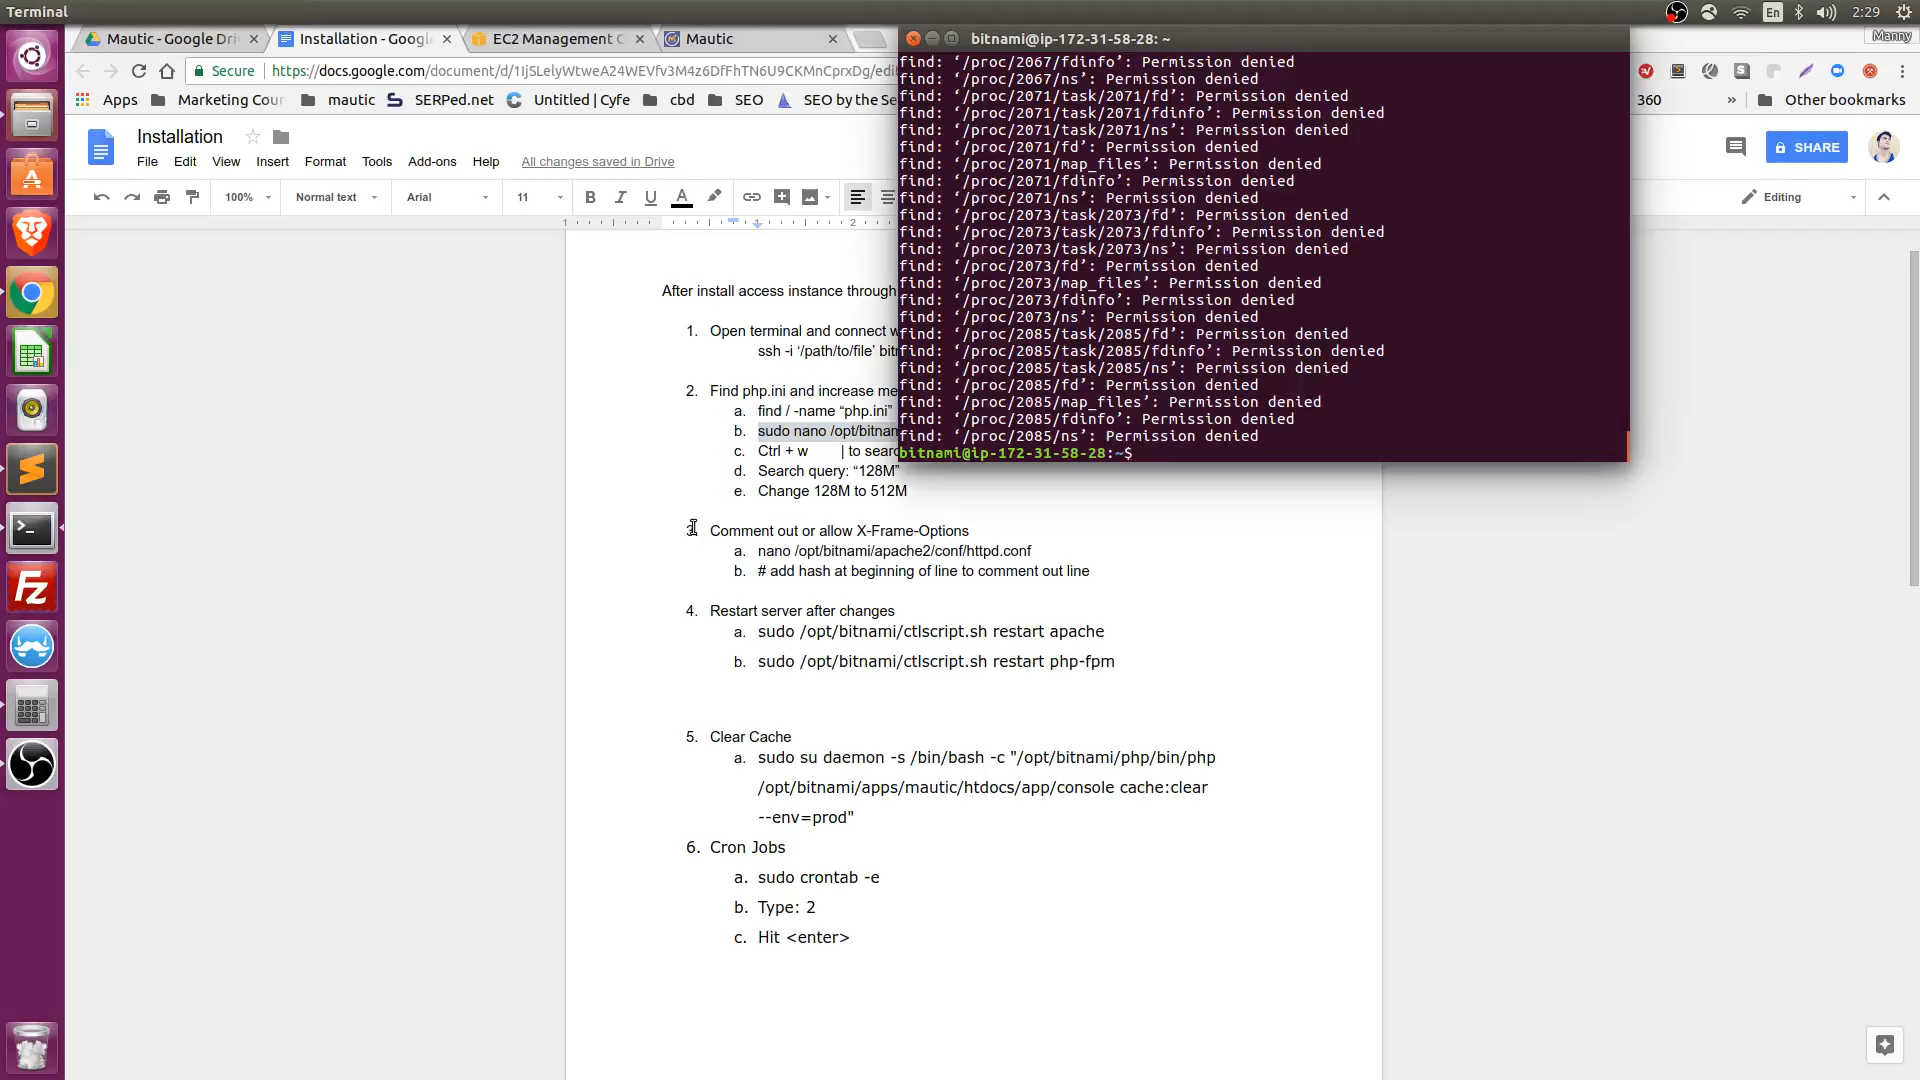 Terminal
En
2:29
Mautic - Google Dri
Installation - Google
EC2 Management C
Mautic
Manny
Secure
https://docs.google.com/document/d/1IjSLelyWtweA24WEVfv3M4z6DfFhTN6U9CKMnCprxDg/edi
Apps
Marketing Cour
mautic
SERPed.net
Untitled | Cyfe
cbd
SEO
SEO by the Se
360
»
Other bookmarks
Installation
File Edit View Insert Format Tools Add-ons Help All changes saved in Drive
SHARE
100% Normal text Arial 11
Editing
1 1 2
After install access instance through
1. Open terminal and connect w
ssh -i ‘/path/to/file’ bitn
2. Find php.ini and increase me
a. find / -name “php.ini”
b. sudo nano /opt/bitnam
c. Ctrl + w | to searc
d. Search query: “128M”
e. Change 128M to 512M
3. Comment out or allow X-Frame-Options
a. nano /opt/bitnami/apache2/conf/httpd.conf
b. # add hash at beginning of line to comment out line
4. Restart server after changes
a. sudo /opt/bitnami/ctlscript.sh restart apache
b. sudo /opt/bitnami/ctlscript.sh restart php-fpm
5. Clear Cache
a. sudo su daemon -s /bin/bash -c "/opt/bitnami/php/bin/php
/opt/bitnami/apps/mautic/htdocs/app/console cache:clear
--env=prod"
6. Cron Jobs
a. sudo crontab -e
b. Type: 2
c. Hit <enter>
bitnami@ip-172-31-58-28: ~
find: ‘/proc/2067/fdinfo’: Permission denied
find: ‘/proc/2067/ns’: Permission denied
find: ‘/proc/2071/task/2071/fd’: Permission denied
find: ‘/proc/2071/task/2071/fdinfo’: Permission denied
find: ‘/proc/2071/task/2071/ns’: Permission denied
find: ‘/proc/2071/fd’: Permission denied
find: ‘/proc/2071/map_files’: Permission denied
find: ‘/proc/2071/fdinfo’: Permission denied
find: ‘/proc/2071/ns’: Permission denied
find: ‘/proc/2073/task/2073/fd’: Permission denied
find: ‘/proc/2073/task/2073/fdinfo’: Permission denied
find: ‘/proc/2073/task/2073/ns’: Permission denied
find: ‘/proc/2073/fd’: Permission denied
find: ‘/proc/2073/map_files’: Permission denied
find: ‘/proc/2073/fdinfo’: Permission denied
find: ‘/proc/2073/ns’: Permission denied
find: ‘/proc/2085/task/2085/fd’: Permission denied
find: ‘/proc/2085/task/2085/fdinfo’: Permission denied
find: ‘/proc/2085/task/2085/ns’: Permission denied
find: ‘/proc/2085/fd’: Permission denied
find: ‘/proc/2085/map_files’: Permission denied
find: ‘/proc/2085/fdinfo’: Permission denied
find: ‘/proc/2085/ns’: Permission denied
bitnami@ip-172-31-58-28:~$